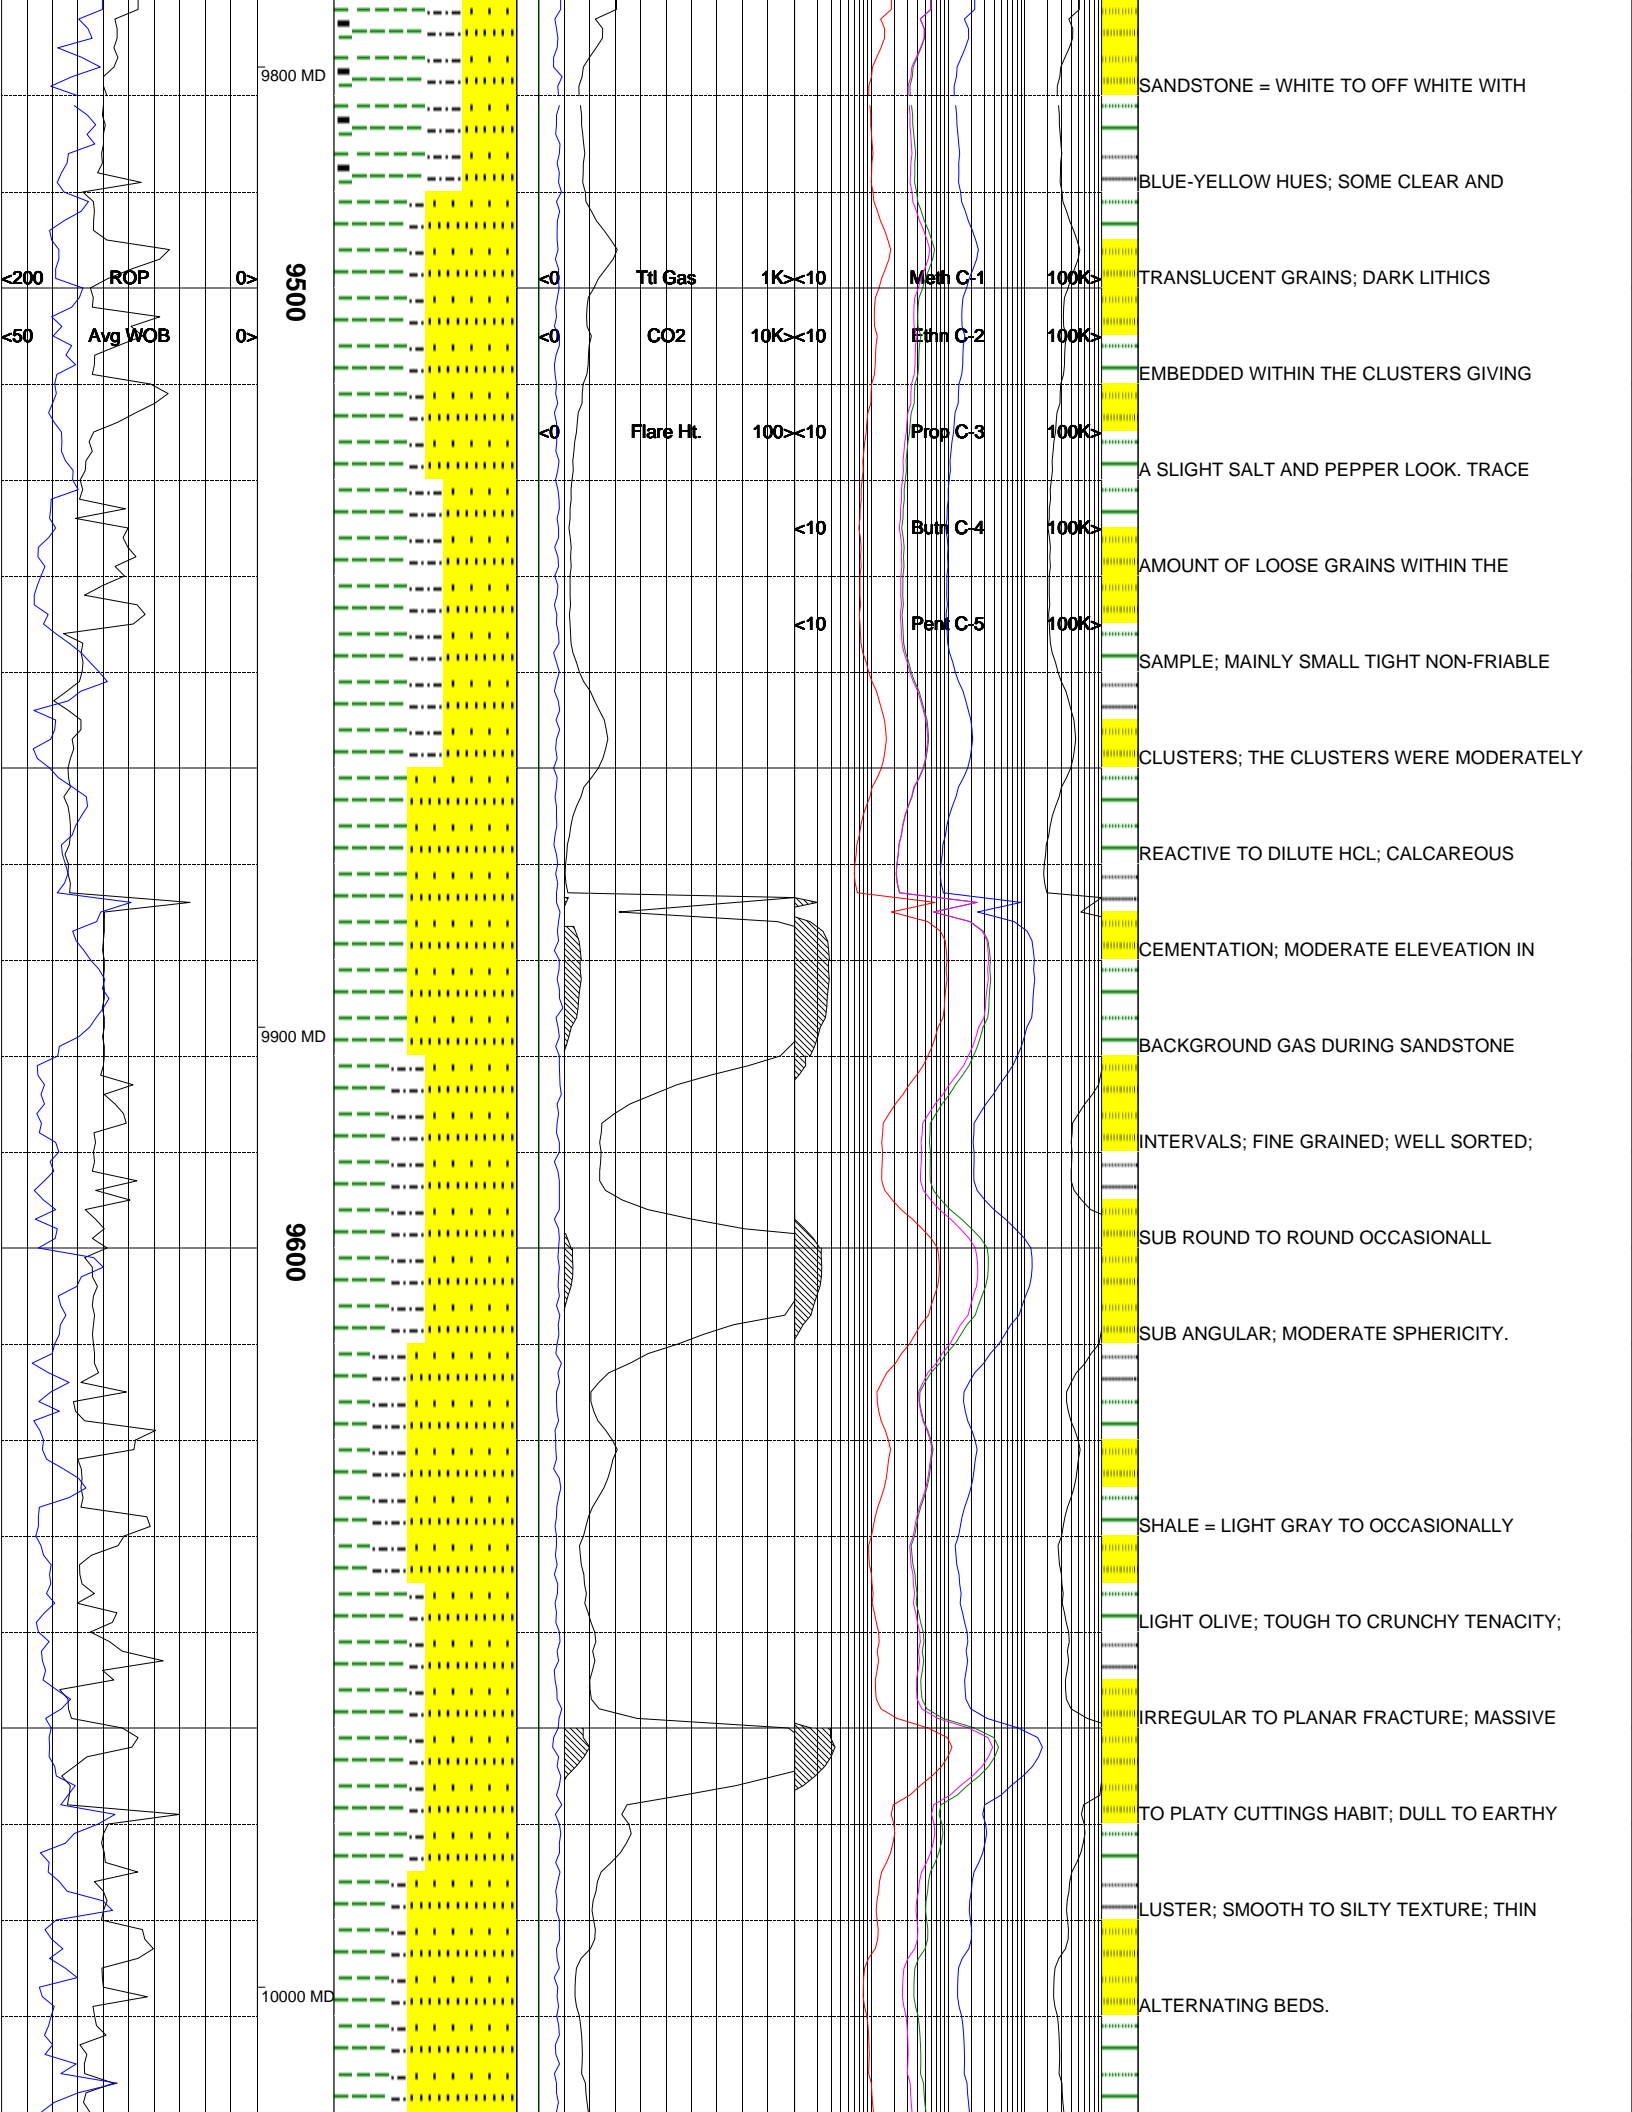 9800 MD
SANDSTONE = WHITE TO OFF WHITE WITH
BLUE-YELLOW HUES; SOME CLEAR AND
<200 ROP 0> 9500 <0 Ttl Gas 1K><10 Meth C-1 100K> TRANSLUCENT GRAINS; DARK LITHICS
<50 Avg WOB 0> <0 CO2 10K><10 Ethn C-2 100K>
EMBEDDED WITHIN THE CLUSTERS GIVING
<0 Flare Ht. 100><10 Prop C-3 100K>
A SLIGHT SALT AND PEPPER LOOK. TRACE
<10 Butn C-4 100K>
AMOUNT OF LOOSE GRAINS WITHIN THE
<10 Pent C-5 100K>
SAMPLE; MAINLY SMALL TIGHT NON-FRIABLE
CLUSTERS; THE CLUSTERS WERE MODERATELY
REACTIVE TO DILUTE HCL; CALCAREOUS
CEMENTATION; MODERATE ELEVEATION IN
9900 MD
BACKGROUND GAS DURING SANDSTONE
INTERVALS; FINE GRAINED; WELL SORTED;
9600 SUB ROUND TO ROUND OCCASIONALL
SUB ANGULAR; MODERATE SPHERICITY.
SHALE = LIGHT GRAY TO OCCASIONALLY
LIGHT OLIVE; TOUGH TO CRUNCHY TENACITY;
IRREGULAR TO PLANAR FRACTURE; MASSIVE
TO PLATY CUTTINGS HABIT; DULL TO EARTHY
LUSTER; SMOOTH TO SILTY TEXTURE; THIN
10000 MD
ALTERNATING BEDS.